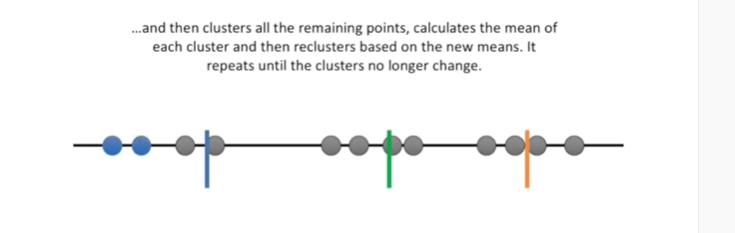 ...and then clusters all the remaining points, calculates the mean of
each cluster and then reclusters based on the new means. It
repeats until the clusters no longer change.